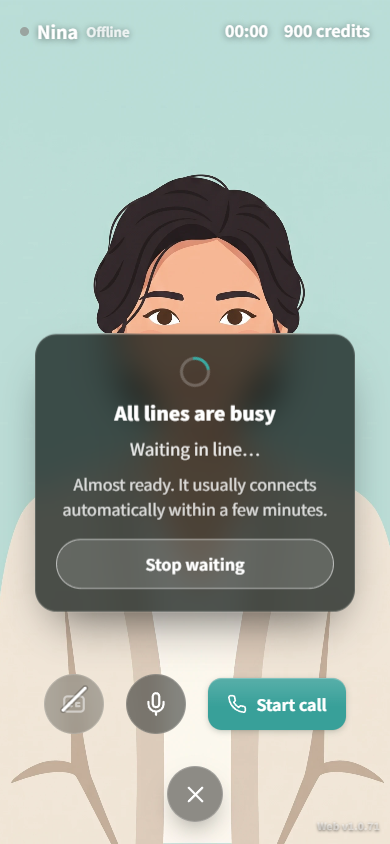 Nina Offline 00:00 900 credits
All lines are busy
Waiting in line…
Almost ready. It usually connects
automatically within a few minutes.
Stop waiting
CC
Start call
Web v1.0.71